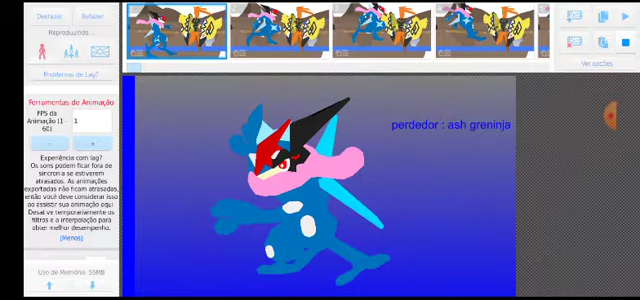 Desfazer Refazer
Reproduzindo...
Problemas de Lag?
Ferramentas de Animação
FPS da
Animação (1 -
60)
1
-
+
Experiência com lag?
Os sons podem ficar fora de
sincron a se estiverem
atrasados. As animações
exportadas não ficam atrasadas,
então você deve considerar isso
ao assistir sua animação aqui.
Desat ve temporariamente os
filtros e a interpolação para
obter melhor desempenho.
[Menos]
Uso de Memória: 55MB
Ver opções
perdedor : ash greninja